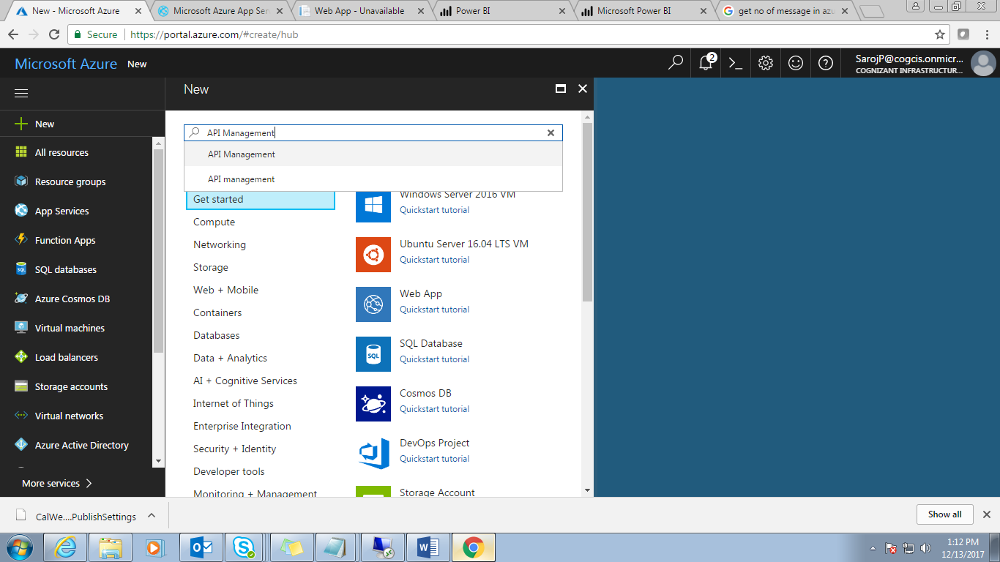 New - Microsoft Azure
Microsoft Azure App Ser
Web App - Unavailable
Power BI
Microsoft Power BI
get no of message in azu
Secure
https://portal.azure.com/#create/hub
Microsoft Azure New
2
SarojP@cogcis.onmicr...
COGNIZANT INFRASTRUCTUR...
New
New
All resources
Resource groups
App Services
Function Apps
SQL databases
Azure Cosmos DB
Virtual machines
Load balancers
Storage accounts
Virtual networks
Azure Active Directory
More services
API Management
API Management
API management
Get started
Compute
Networking
Storage
Web + Mobile
Containers
Databases
Data + Analytics
AI + Cognitive Services
Internet of Things
Enterprise Integration
Security + Identity
Developer tools
Monitoring + Management
Windows Server 2016 VM
Quickstart tutorial
Ubuntu Server 16.04 LTS VM
Quickstart tutorial
Web App
Quickstart tutorial
SQL
SQL Database
Quickstart tutorial
Cosmos DB
Quickstart tutorial
DevOps Project
Quickstart tutorial
Storage Account
CalWe....PublishSettings
Show all
1:12 PM
12/13/2017